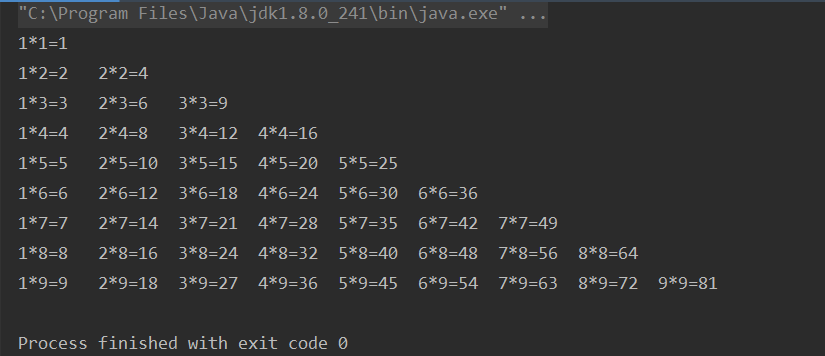 "C:\Program Files\Java\jdk1.8.0_241\bin\java.exe" ...
1*1=1
1*2=2   2*2=4
1*3=3   2*3=6   3*3=9
1*4=4   2*4=8   3*4=12  4*4=16
1*5=5   2*5=10  3*5=15  4*5=20  5*5=25
1*6=6   2*6=12  3*6=18  4*6=24  5*6=30  6*6=36
1*7=7   2*7=14  3*7=21  4*7=28  5*7=35  6*7=42  7*7=49
1*8=8   2*8=16  3*8=24  4*8=32  5*8=40  6*8=48  7*8=56  8*8=64
1*9=9   2*9=18  3*9=27  4*9=36  5*9=45  6*9=54  7*9=63  8*9=72  9*9=81
Process finished with exit code 0